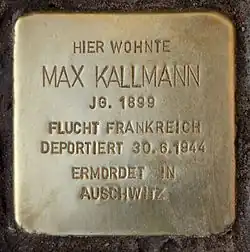 HIER WOHNTE
MAX KALLMANN
JG. 1899
FLUCHT FRANKREICH
DEPORTIERT 30.6.1944
ERMORDET IN
AUSCHWITZ